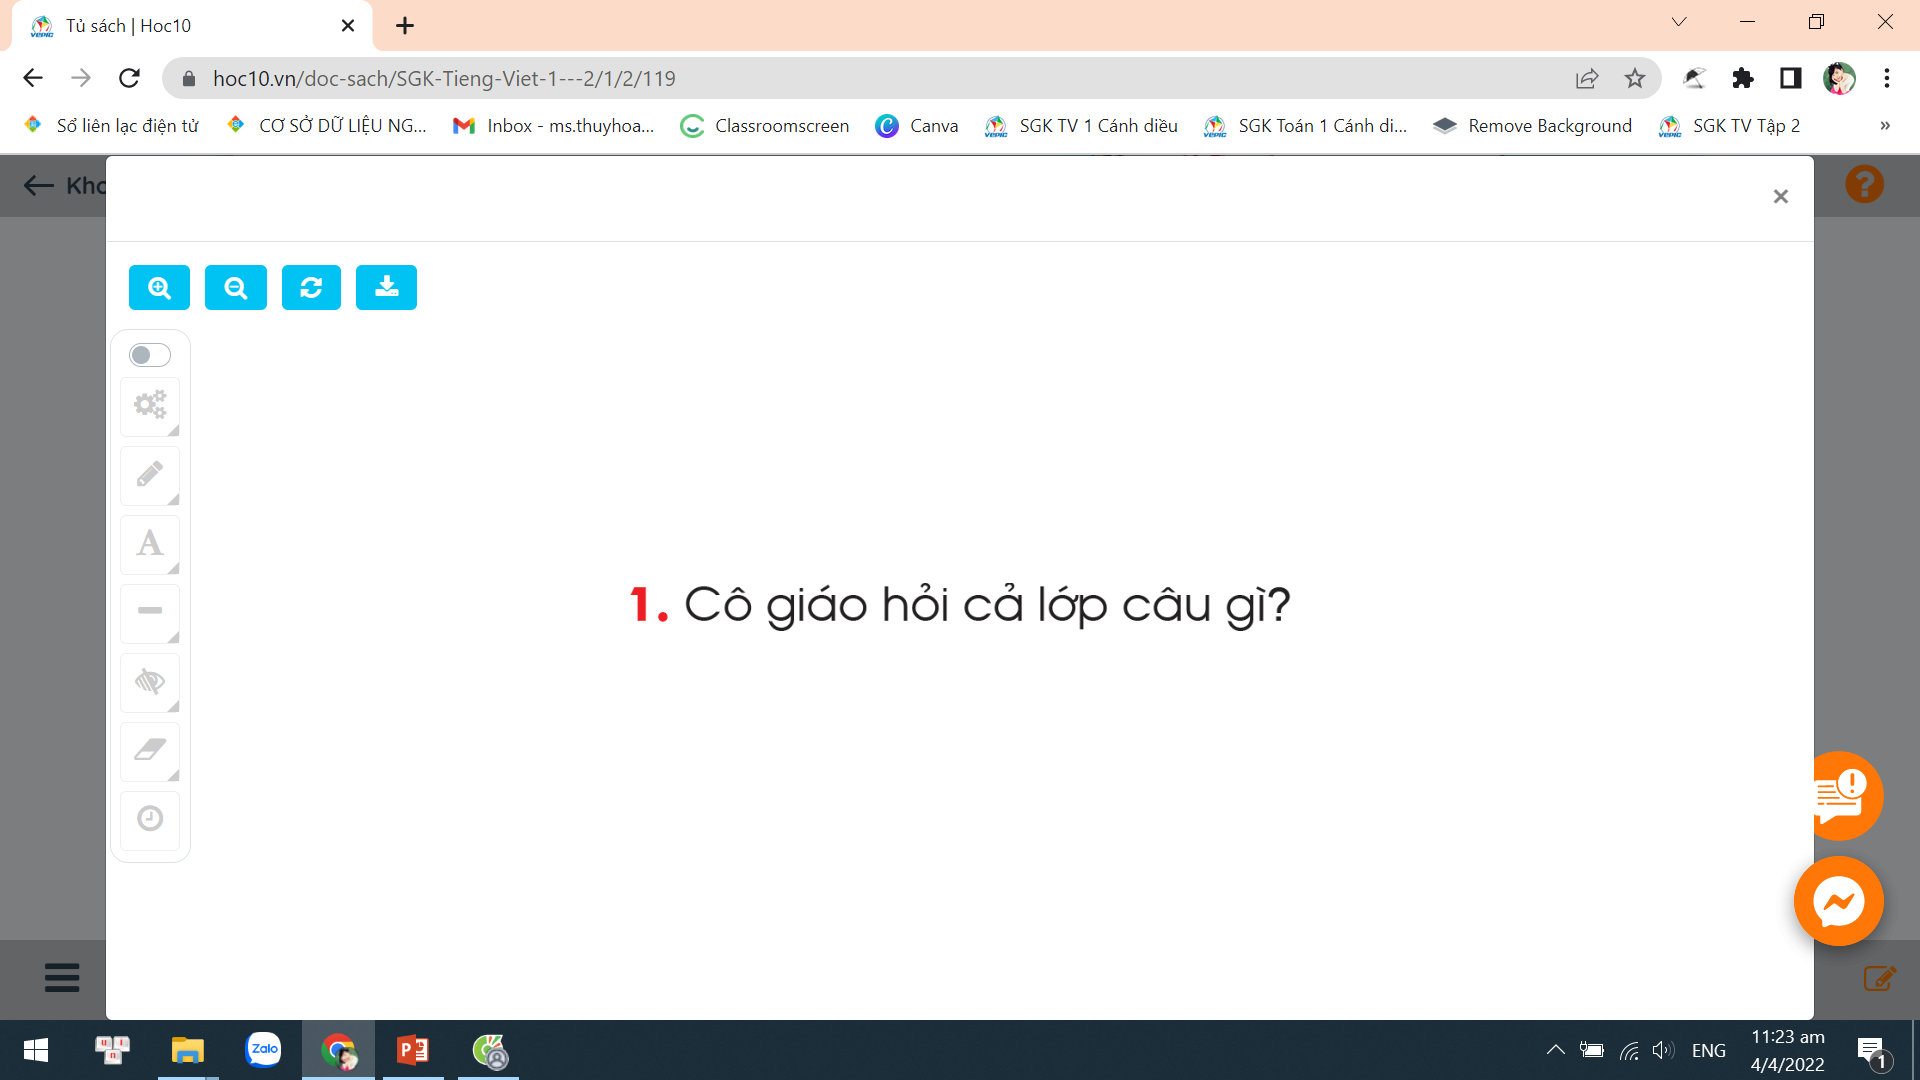 Tủ sách | Hoc10
hoc10.vn/doc-sach/SGK-Tieng-Viet-1---2/1/2/119
Sổ liên lạc điện tử CƠ SỞ DỮ LIỆU NG... Inbox - ms.thuyhoa... Classroomscreen Canva SGK TV 1 Cánh diều SGK Toán 1 Cánh di... Remove Background SGK TV Tập 2 »
Kho
1. Cô giáo hỏi cả lớp câu gì?
Zalo
ENG
11:23 am
4/4/2022
1